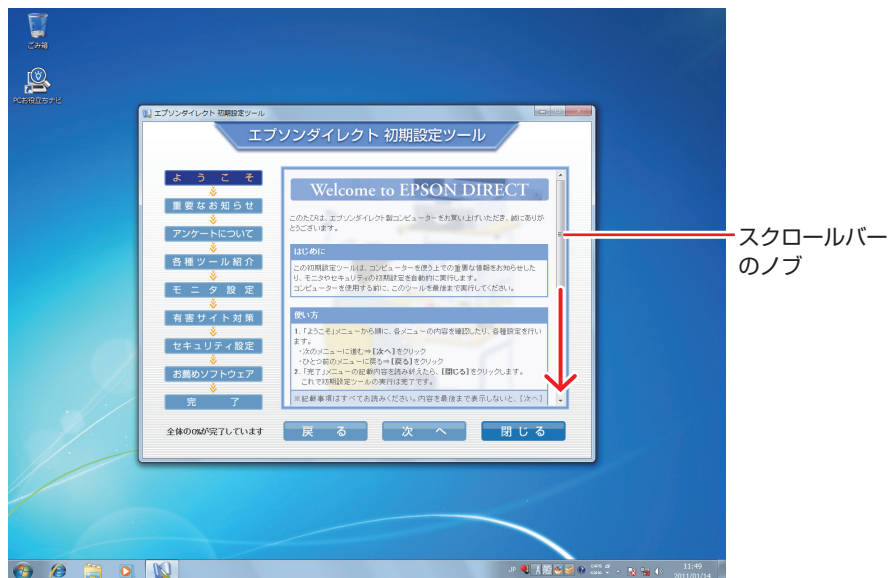 ごみ箱
PCお役立ちナビ
エプソンダイレクト 初期設定ツール
エプソンダイレクト 初期設定ツール
ようこそ
重要なお知らせ
アンケートについて
各種ツール紹介
モニタ設定
有害サイト対策
セキュリティ設定
お薦めソフトウェア
完了
全体の0%が完了しています
Welcome to EPSON DIRECT
このたびは、エプソンダイレクト製コンピューターをお買い上げいただき、誠にありが
とうございます。
はじめに
この初期設定ツールは、コンピューターを使う上での重要な情報をお知らせした
り、モニタやセキュリティの初期設定を自動的に実行します。
コンピューターを使用する前に、このツールを最後まで実行してください。
使い方
1.「ようこそ」メニューから順に、各メニューの内容を確認したり、各種設定を行い
ます。
・次のメニューに進む⇒[次へ]をクリック
・ひとつ前のメニューに戻る⇒[戻る]をクリック
2.「完了」メニューの記載内容を読み終えたら、[閉じる]をクリックします。
これで初期設定ツールの実行は完了です。
※記載事項はすべてお読みください。内容を最後まで表示しないと、[次へ]
戻る
次へ
閉じる
スクロールバー
のノブ
JP
11:49
2011/01/14